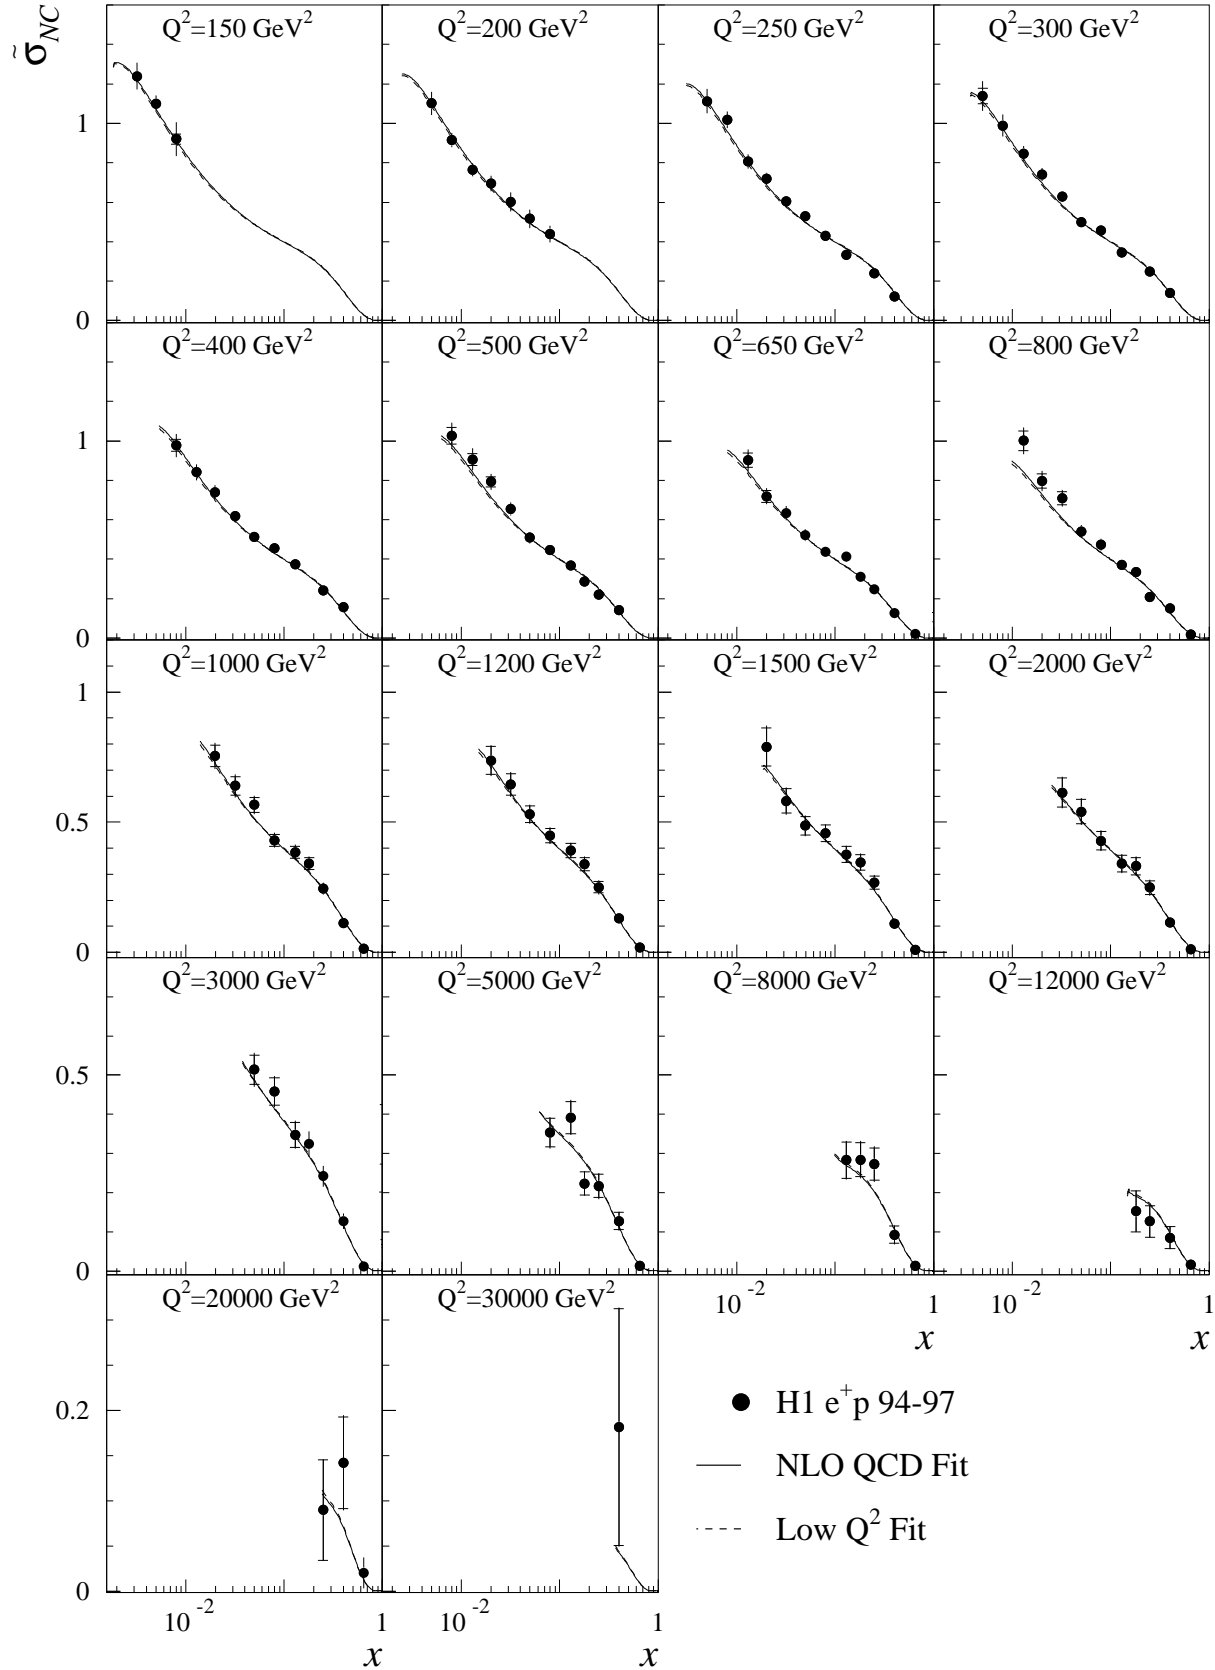 σ̃_NC
Q²=150 GeV² Q²=200 GeV² Q²=250 GeV² Q²=300 GeV²
1
0
Q²=400 GeV² Q²=500 GeV² Q²=650 GeV² Q²=800 GeV²
1
0
Q²=1000 GeV² Q²=1200 GeV² Q²=1500 GeV² Q²=2000 GeV²
1
0.5
0
Q²=3000 GeV² Q²=5000 GeV² Q²=8000 GeV² Q²=12000 GeV²
0.5
0
Q²=20000 GeV² Q²=30000 GeV² 10⁻² 1 10⁻² 1
x x
H1 e⁺p 94-97
0.2
NLO QCD Fit
Low Q² Fit
0
10⁻² 1 10⁻² 1
x x